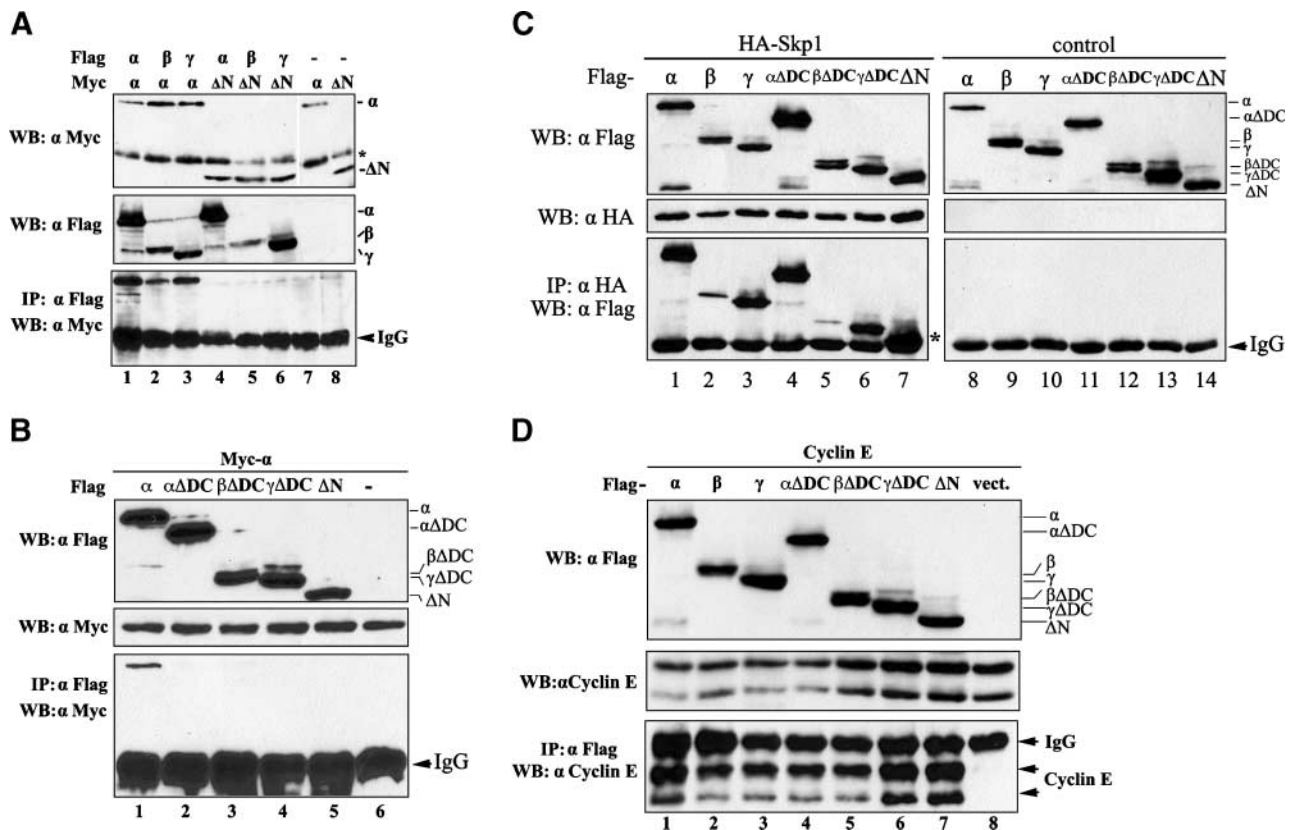 A
Flag α β γ α β γ - -
Myc α α α ΔN ΔN ΔN α ΔN
WB: α Myc
- α
*
-ΔN
WB: α Flag
-α
β
γ
IP: α Flag
WB: α Myc
IgG
1 2 3 4 5 6 7 8
B
Myc-α
Flag α αΔDC βΔDC γΔDC ΔN -
WB: α Flag
α
αΔDC
βΔDC
γΔDC
ΔN
WB: α Myc
IP: α Flag
WB: α Myc
IgG
1 2 3 4 5 6
C
HA-Skp1 control
Flag- α β γ αΔDC βΔDC γΔDC ΔN α β γ αΔDC βΔDC γΔDC ΔN
WB: α Flag
α
αΔDC
β
γ
βΔDC
γΔDC
ΔN
WB: α HA
IP: α HA
WB: α Flag
*
IgG
1 2 3 4 5 6 7 8 9 10 11 12 13 14
D
Cyclin E
Flag- α β γ αΔDC βΔDC γΔDC ΔN vect.
WB: α Flag
α
αΔDC
β
γ
βΔDC
γΔDC
ΔN
WB:αCyclin E
IP: α Flag
WB: α Cyclin E
IgG
Cyclin E
1 2 3 4 5 6 7 8